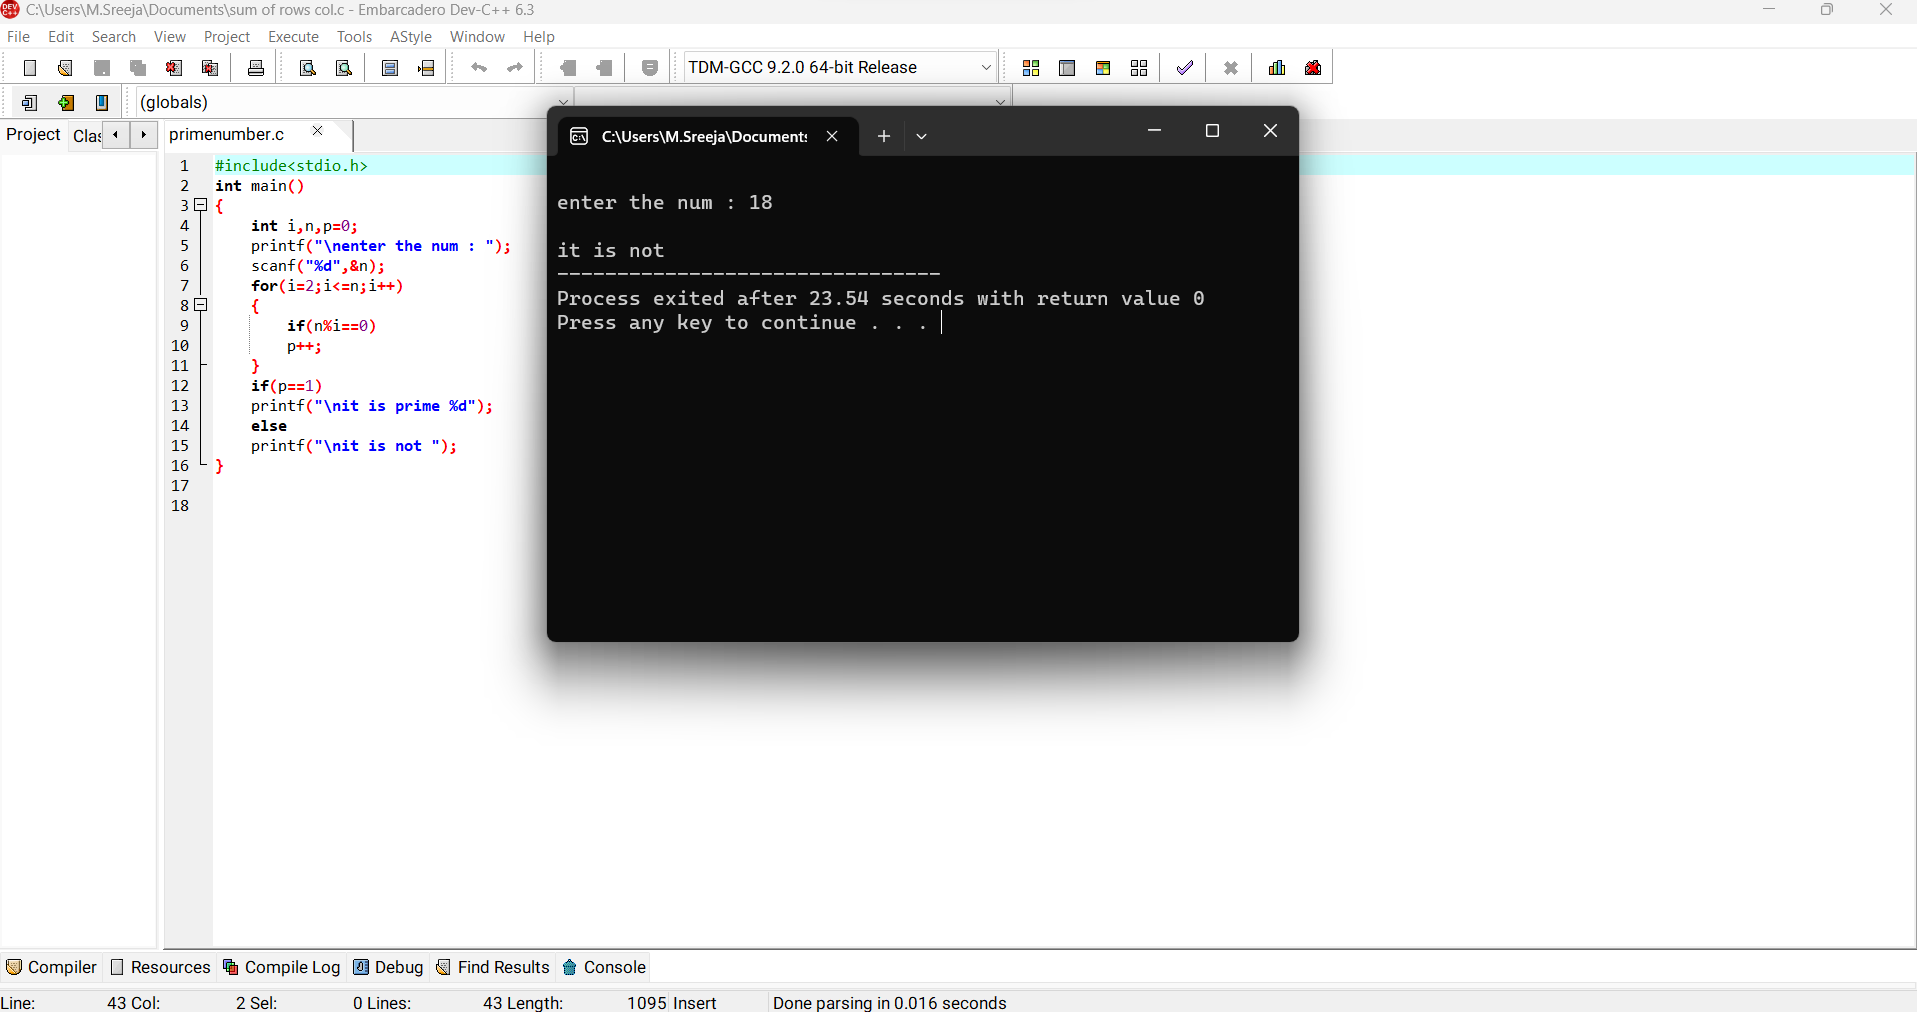 C:\Users\M.Sreeja\Documents\sum of rows col.c - Embarcadero Dev-C++ 6.3
File Edit Search View Project Execute Tools AStyle Window Help
TDM-GCC 9.2.0 64-bit Release
(globals)
Project Clas primenumber.c
1 #include<stdio.h>
2 int main()
3 {
4 int i,n,p=0;
5 printf("\nenter the num : ");
6 scanf("%d",&n);
7 for(i=2;i<=n;i++)
8 {
9 if(n%i==0)
10 p++;
11 }
12 if(p==1)
13 printf("\nit is prime %d");
14 else
15 printf("\nit is not ");
16 }
17
18
C:\Users\M.Sreeja\Documents
enter the num : 18
it is not
--------------------------------
Process exited after 23.54 seconds with return value 0
Press any key to continue . . .
Compiler Resources Compile Log Debug Find Results Console
Line: 43 Col: 2 Sel: 0 Lines: 43 Length: 1095 Insert Done parsing in 0.016 seconds